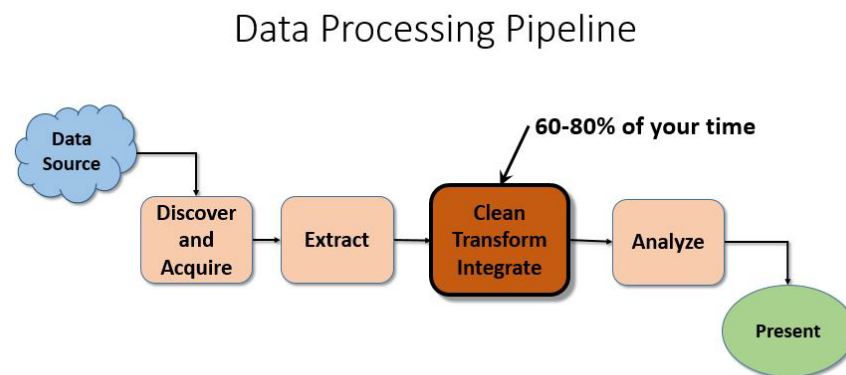 Data Processing Pipeline
60-80% of your time
Data
Source
Discover
and
Acquire
Extract
Clean
Transform
Integrate
Analyze
Present